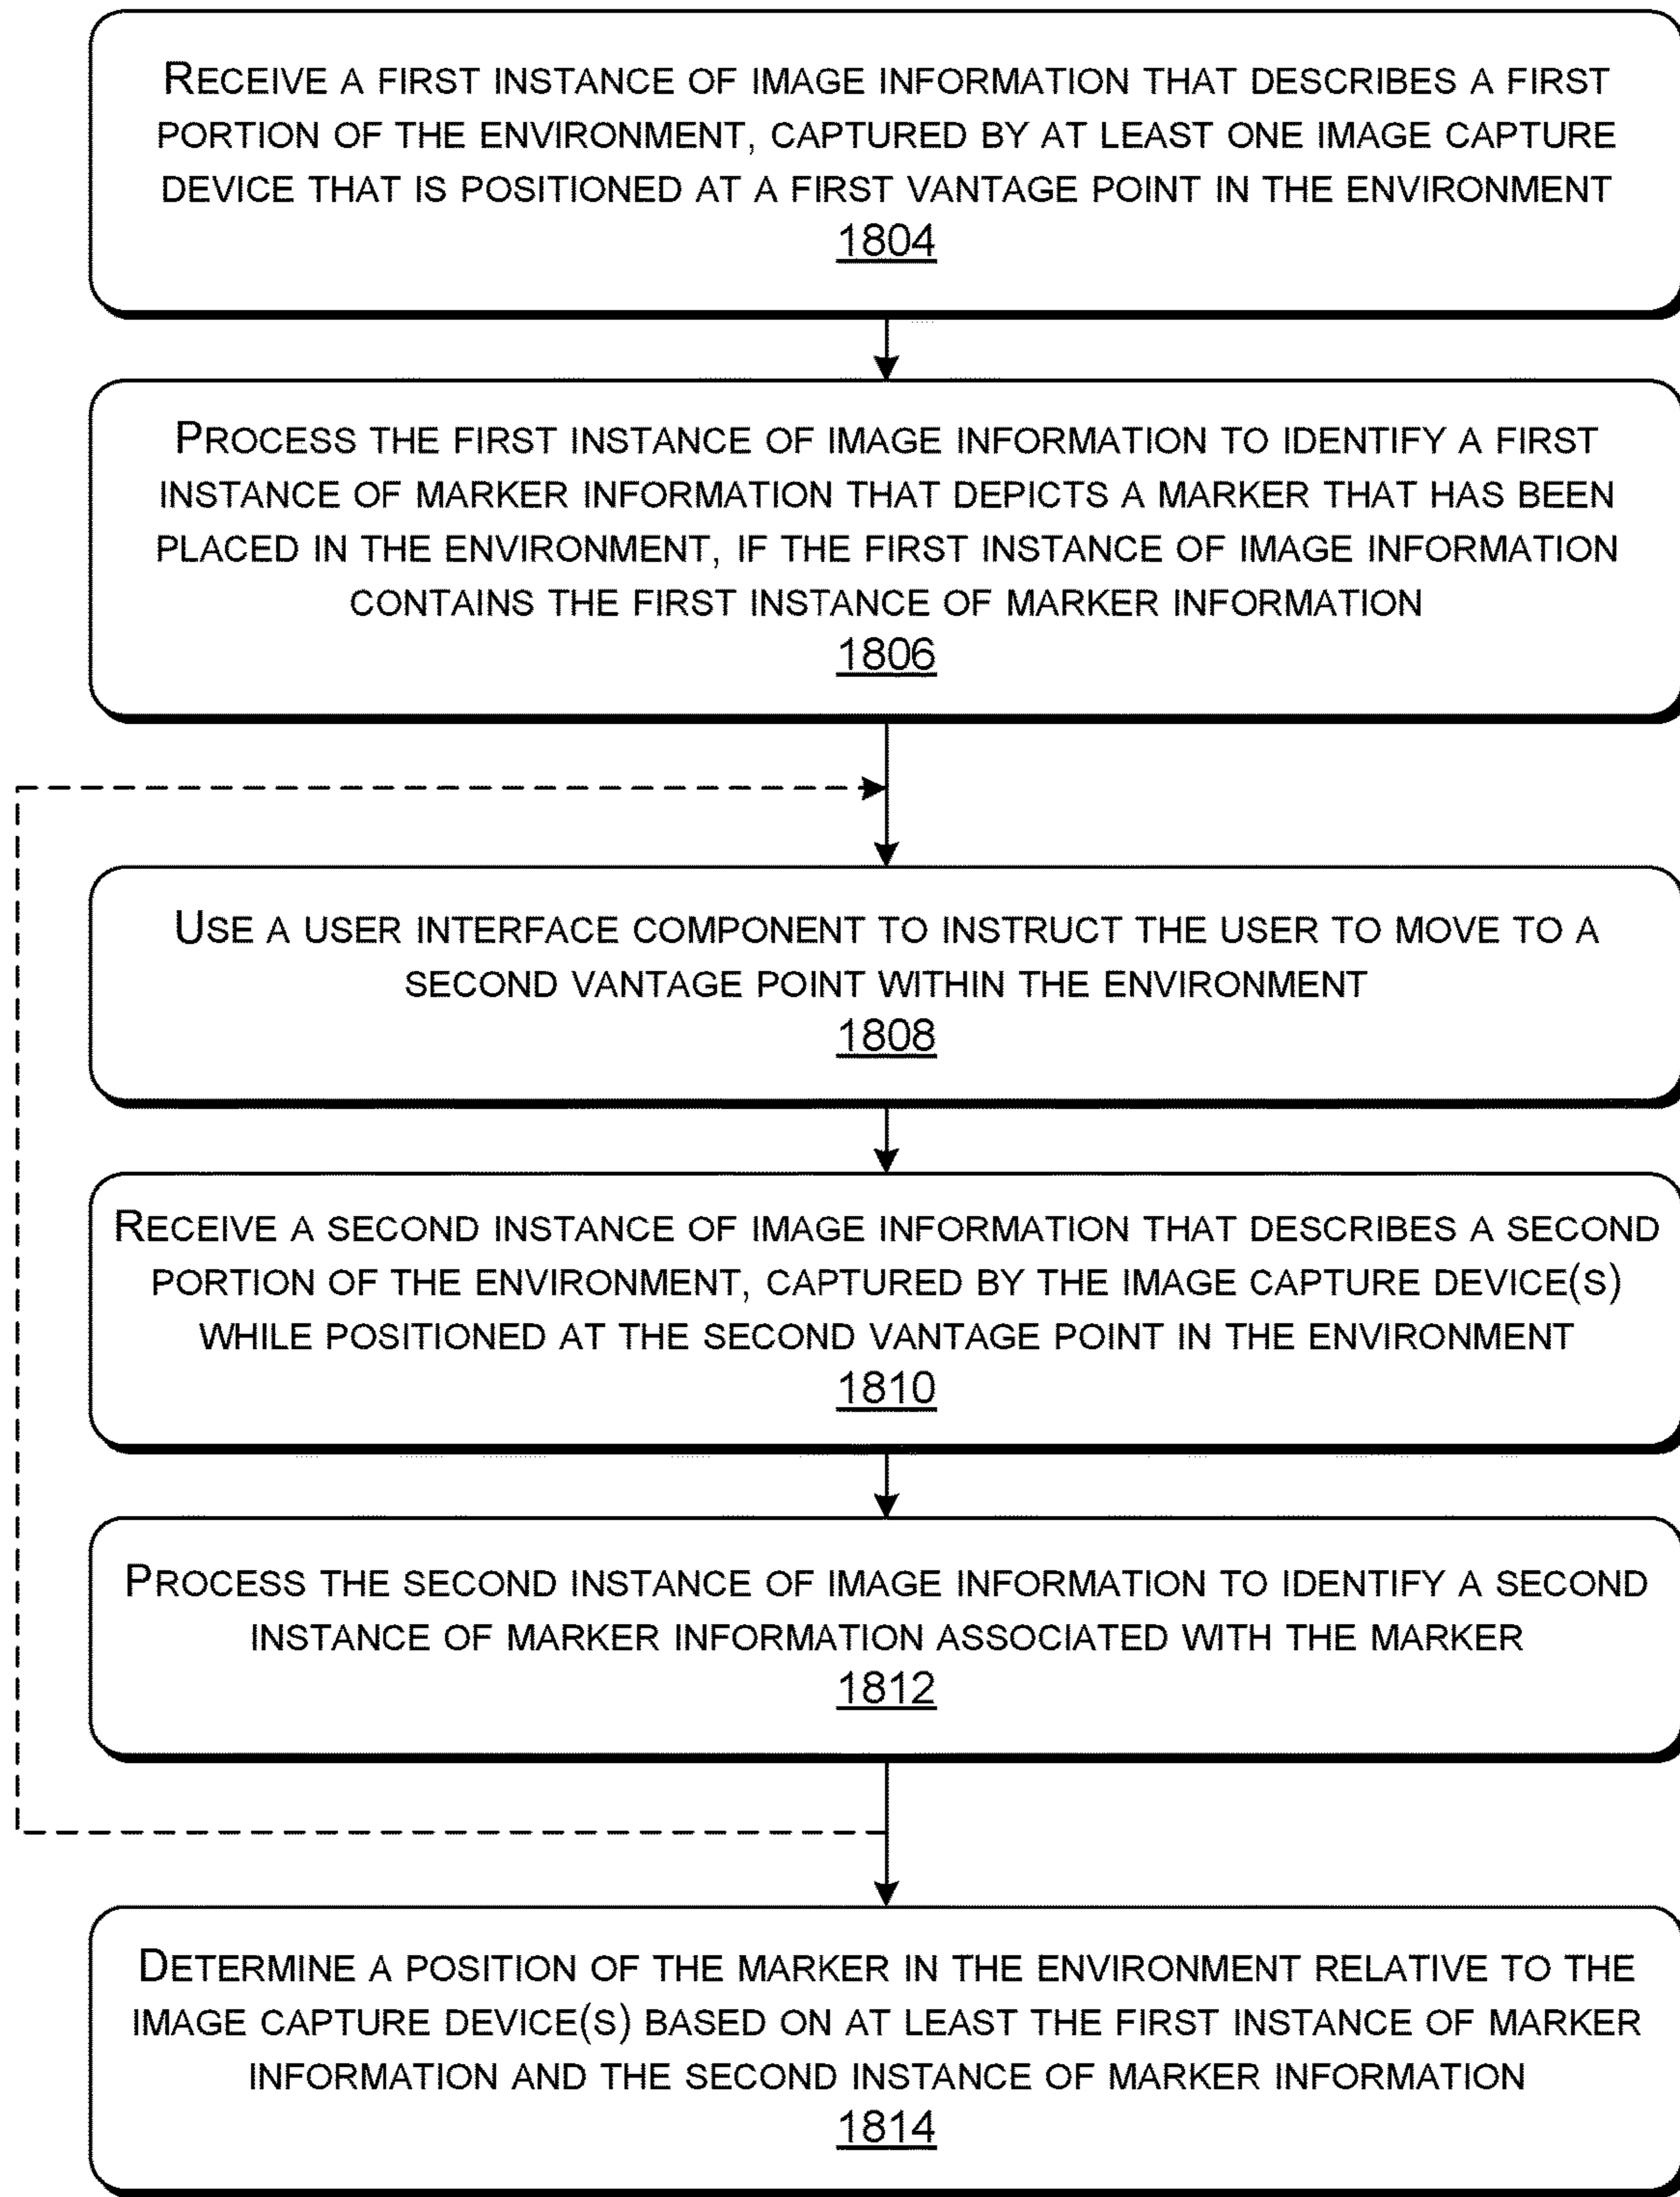 RECEIVE A FIRST INSTANCE OF IMAGE INFORMATION THAT DESCRIBES A FIRST
PORTION OF THE ENVIRONMENT, CAPTURED BY AT LEAST ONE IMAGE CAPTURE
DEVICE THAT IS POSITIONED AT A FIRST VANTAGE POINT IN THE ENVIRONMENT
1804
PROCESS THE FIRST INSTANCE OF IMAGE INFORMATION TO IDENTIFY A FIRST
INSTANCE OF MARKER INFORMATION THAT DEPICTS A MARKER THAT HAS BEEN
PLACED IN THE ENVIRONMENT, IF THE FIRST INSTANCE OF IMAGE INFORMATION
CONTAINS THE FIRST INSTANCE OF MARKER INFORMATION
1806
USE A USER INTERFACE COMPONENT TO INSTRUCT THE USER TO MOVE TO A
SECOND VANTAGE POINT WITHIN THE ENVIRONMENT
1808
RECEIVE A SECOND INSTANCE OF IMAGE INFORMATION THAT DESCRIBES A SECOND
PORTION OF THE ENVIRONMENT, CAPTURED BY THE IMAGE CAPTURE DEVICE(S)
WHILE POSITIONED AT THE SECOND VANTAGE POINT IN THE ENVIRONMENT
1810
PROCESS THE SECOND INSTANCE OF IMAGE INFORMATION TO IDENTIFY A SECOND
INSTANCE OF MARKER INFORMATION ASSOCIATED WITH THE MARKER
1812
DETERMINE A POSITION OF THE MARKER IN THE ENVIRONMENT RELATIVE TO THE
IMAGE CAPTURE DEVICE(S) BASED ON AT LEAST THE FIRST INSTANCE OF MARKER
INFORMATION AND THE SECOND INSTANCE OF MARKER INFORMATION
1814